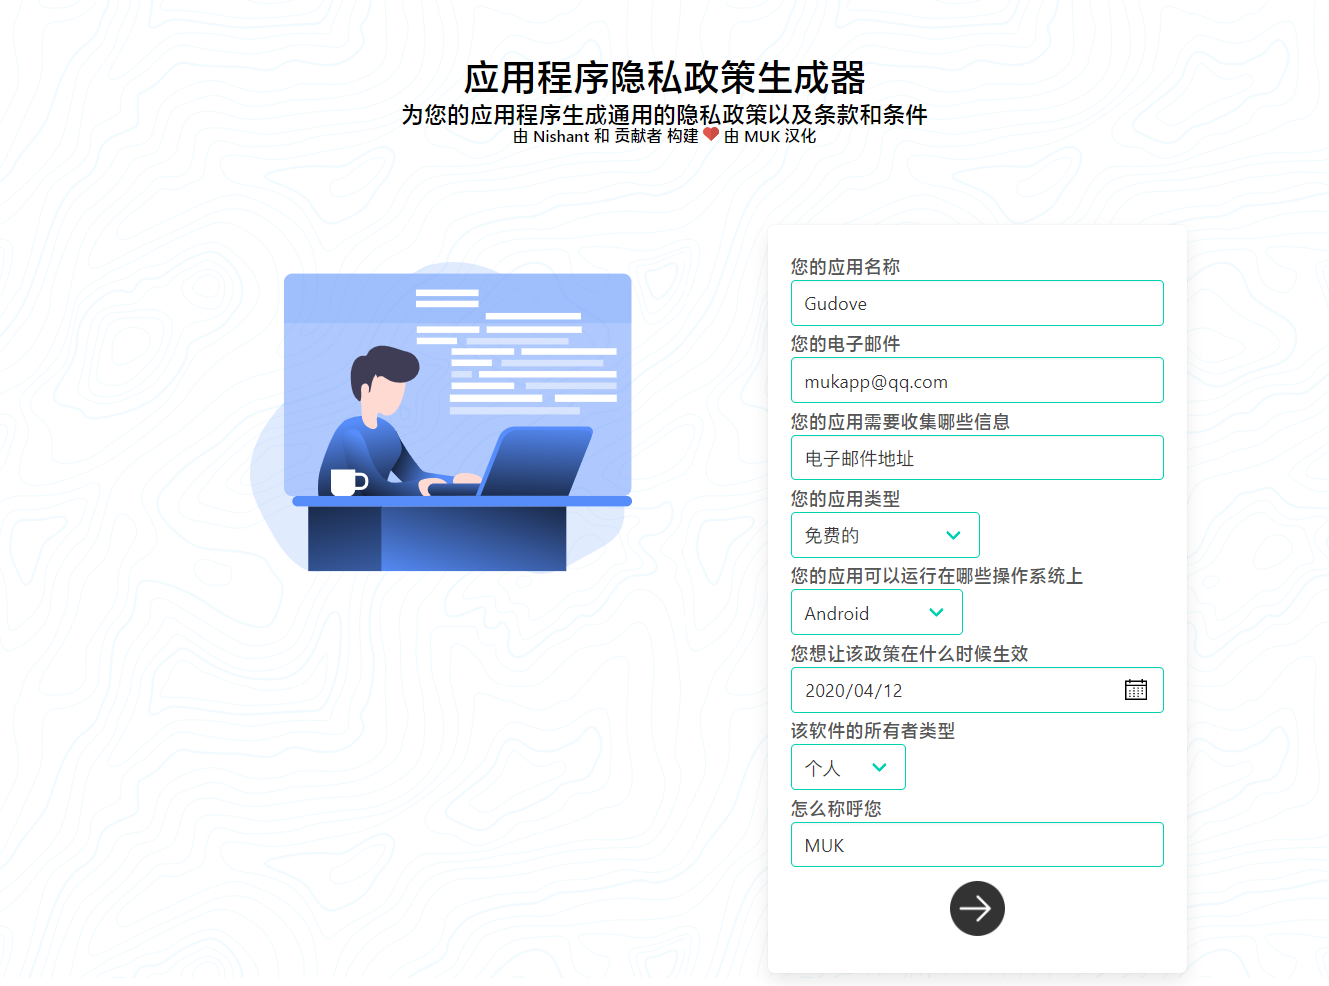 应用程序隐私政策生成器
为您的应用程序生成通用的隐私政策以及条款和条件
由 Nishant 和 贡献者 构建 ❤ 由 MUK 汉化
您的应用名称
Gudove
您的电子邮件
mukapp@qq.com
您的应用需要收集哪些信息
电子邮件地址
您的应用类型
免费的
您的应用可以运行在哪些操作系统上
Android
您想让该政策在什么时候生效
2020/04/12
该软件的所有者类型
个人
怎么称呼您
MUK